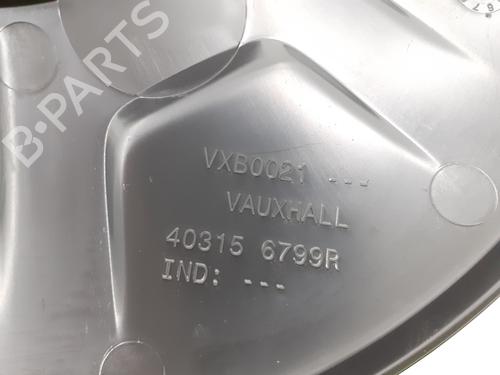 B-PARTS
VXB0021 ---
VAUXHALL
40315 6799R
IND: ---